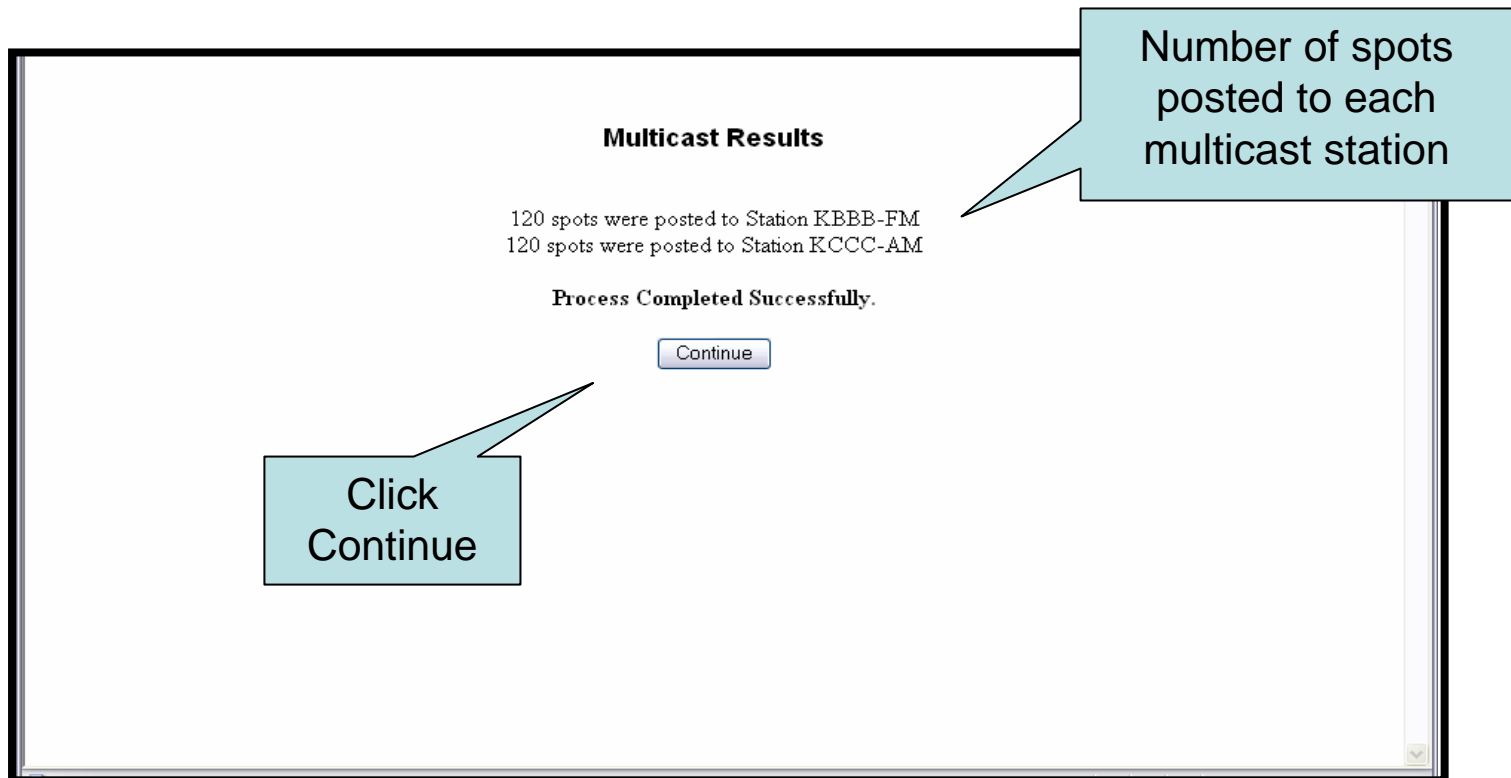 Number of spots
posted to each
multicast station
Multicast Results
120 spots were posted to Station KBBB-FM
120 spots were posted to Station KCCC-AM
Process Completed Successfully.
Continue
Click
Continue